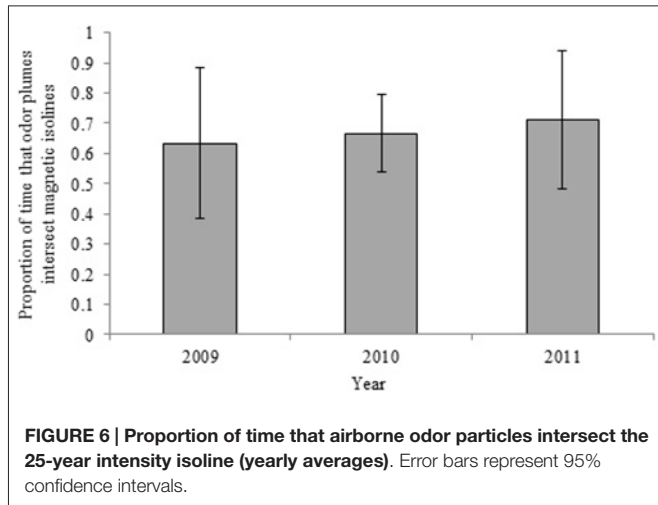 Proportion of time that odor plumes
intersect magnetic isolines
1
0.9
0.8
0.7
0.6
0.5
0.4
0.3
0.2
0.1
0
2009
2010
2011
Year
FIGURE 6 | Proportion of time that airborne odor particles intersect the
25-year intensity isoline (yearly averages). Error bars represent 95%
confidence intervals.